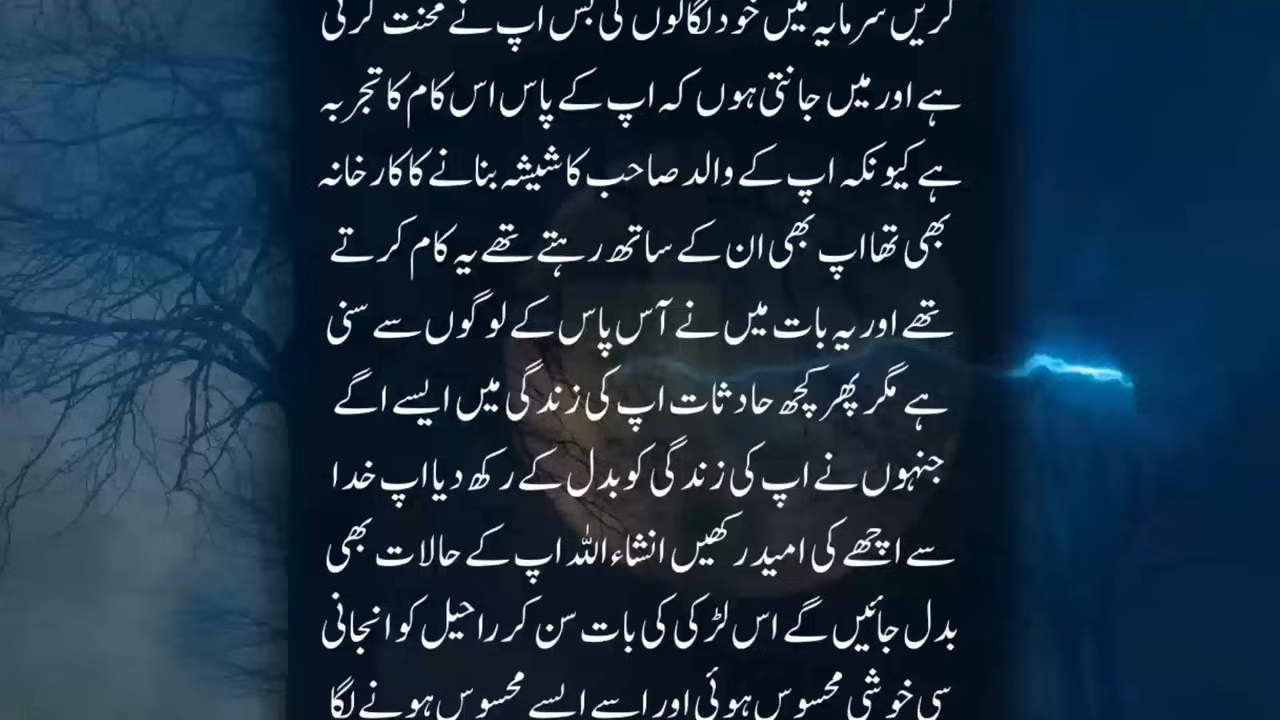 کریں سرمایہ میں خود لگالوں گی بس اپ نے محنت کرنی
ہے اور میں جانتی ہوں کہ اپ کے پاس اس کام کا تجربہ
ہے کیونکہ اپ کے والد صاحب کا شیشہ بنانے کا کارخانہ
بھی تھا اپ بھی ان کے ساتھ رہتے تھے یہ کام کرتے
تھے اور یہ بات میں نے آس پاس کے لوگوں سے سنی
ہے مگر پھر کچھ حادثات اپ کی زندگی میں ایسے اگے
جنہوں نے اپ کی زندگی کو بدل کے رکھ دیا اپ خدا
سے اچھے کی امید رکھیں انشاء اللہ اپ کے حالات بھی
بدل جائیں گے اس لڑکی کی بات سن کر راحیل کو انجانی
سی خوشی محسوس ہوئی اور اسے ایسے محسوس ہونے لگا